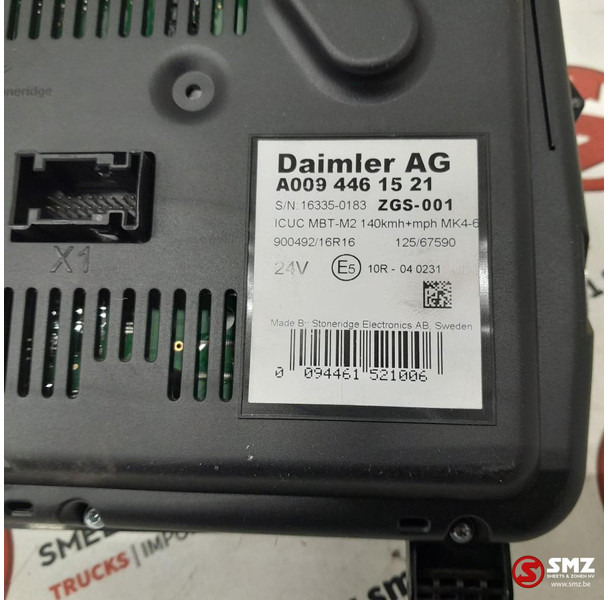 Daimler AG
A009 446 15 21
S/N: 16335-0183 ZGS-001
ICUC MBT-M2 140kmh+mph MK4-6
900492/16R16 125/67590
24V E5 10R - 04 0231
Made By: Stoneridge Electronics AB, Sweden
0 094461 521006
X1
TRUCKS | IMPO
SMZ
SMEETS & ZONEN NV
www.smz.be